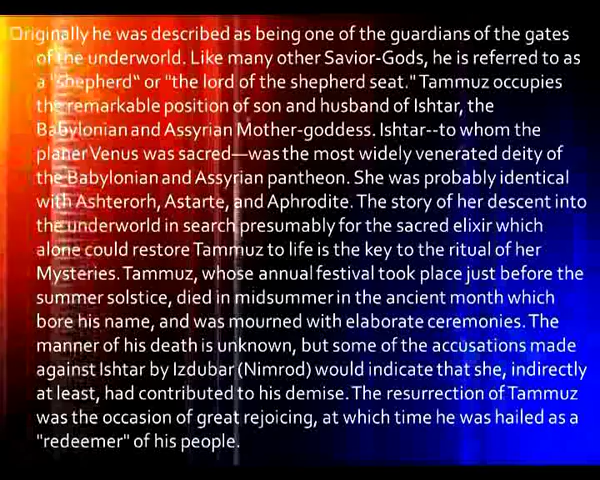 Originally he was described as being one of the guardians of the gates
of the underworld. Like many other Savior-Gods, he is referred to as
a "shepherd“ or "the lord of the shepherd seat." Tammuz occupies
the remarkable position of son and husband of Ishtar, the
Babylonian and Assyrian Mother-goddess. Ishtar--to whom the
planer Venus was sacred—was the most widely venerated deity of
the Babylonian and Assyrian pantheon. She was probably identical
with Ashterorh, Astarte, and Aphrodite. The story of her descent into
the underworld in search presumably for the sacred elixir which
alone could restore Tammuz to life is the key to the ritual of her
Mysteries. Tammuz, whose annual festival took place just before the
summer solstice, died in midsummer in the ancient month which
bore his name, and was mourned with elaborate ceremonies. The
manner of his death is unknown, but some of the accusations made
against Ishtar by Izdubar (Nimrod) would indicate that she, indirectly
at least, had contributed to his demise. The resurrection of Tammuz
was the occasion of great rejoicing, at which time he was hailed as a
"redeemer" of his people.